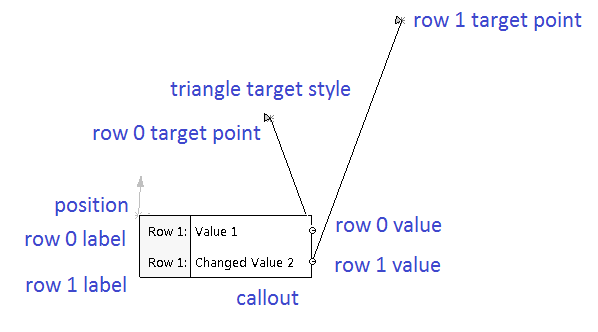 row 1 target point
triangle target style
row 0 target point
position
row 0 label
Row 1: Value 1
row 0 value
Row 1: Changed Value 2
row 1 value
row 1 label
callout